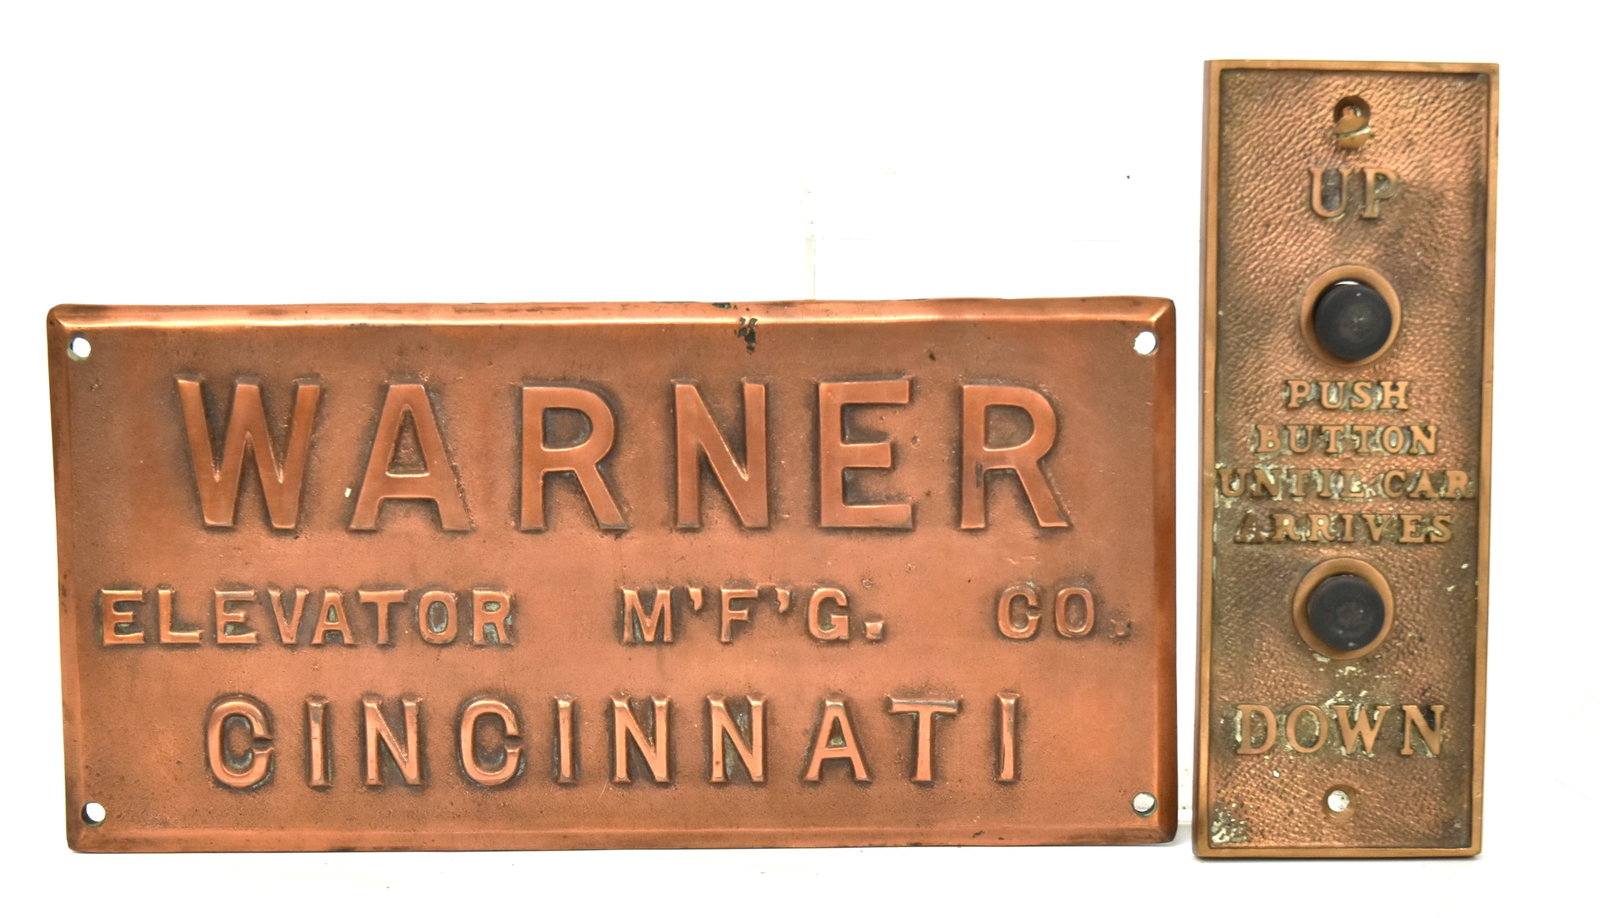 WARNER
ELEVATOR M'F'G. CO.
CINCINNATI
UP
PUSH
BUTTON
UNTIL CAR
ARRIVES
DOWN